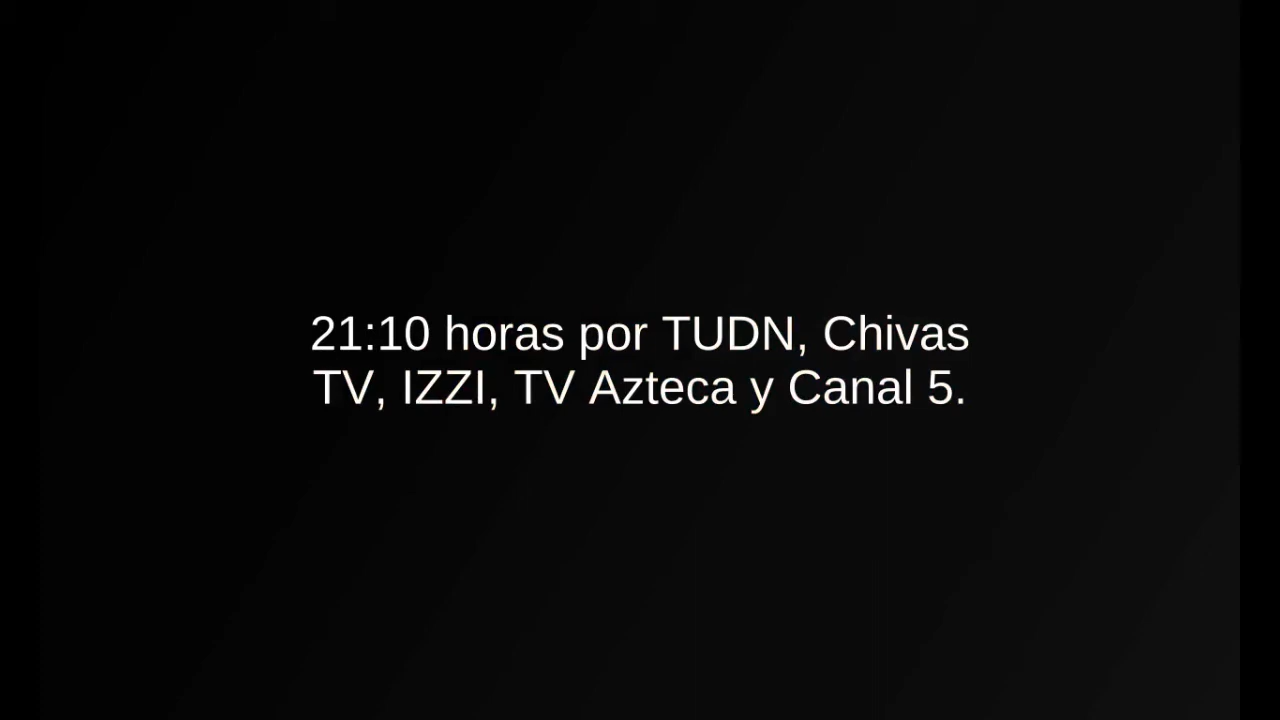 21:10 horas por TUDN, Chivas
TV, IZZI, TV Azteca y Canal 5.